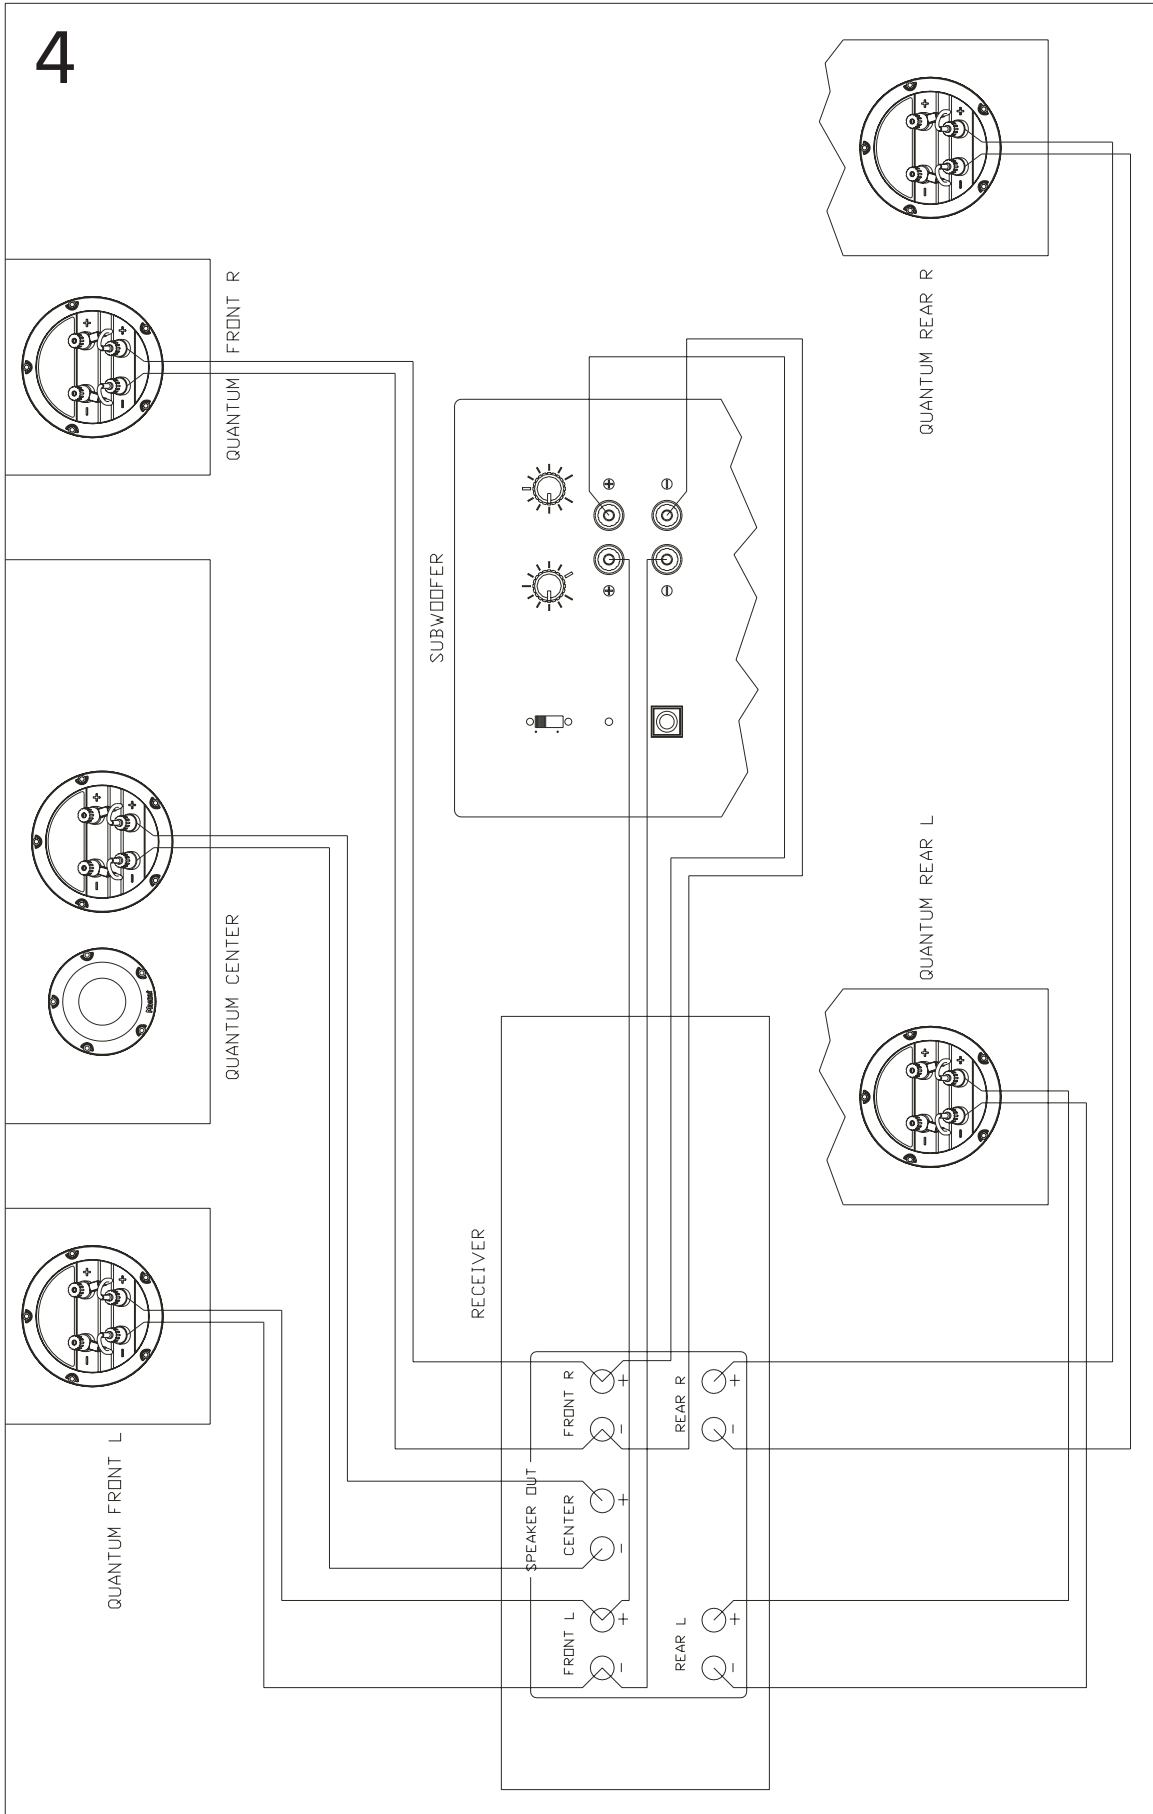 4
QUANTUM FRONT R
QUANTUM REAR R
SUBWOOFER
QUANTUM CENTER
QUANTUM REAR L
QUANTUM FRONT L
RECEIVER
SPEAKER OUT
FRONT R
+
-
REAR R
+
-
CENTER
+
-
FRONT L
+
-
REAR L
+
-